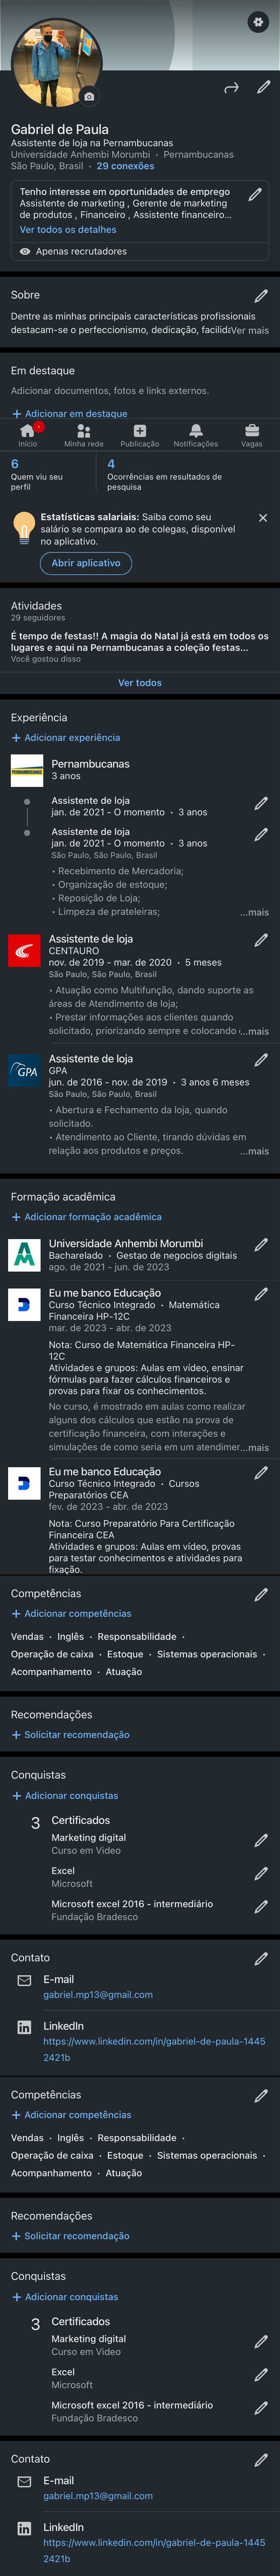 Gabriel de Paula
Assistente de loja na Pernambucanas
Universidade Anhembi Morumbi • Pernambucanas
São Paulo, Brasil • 29 conexões
Tenho interesse em oportunidades de emprego
Assistente de marketing , Gerente de marketing
de produtos , Financeiro , Assistente financeiro...
Ver todos os detalhes
Apenas recrutadores
Sobre
Dentre as minhas principais características profissionais
destacam-se o perfeccionismo, dedicação, facilida Ver mais
Em destaque
Adicionar documentos, fotos e links externos.
+ Adicionar em destaque
Início
Minha rede
Publicação
Notificações
Vagas
6
Quem viu seu
perfil
4
Ocorrências em resultados de
pesquisa
Estatísticas salariais: Saiba como seu
salário se compara ao de colegas, disponível
no aplicativo.
Abrir aplicativo
Atividades
29 seguidores
É tempo de festas!! A magia do Natal já está em todos os
lugares e aqui na Pernambucanas a coleção festas...
Você gostou disso
Ver todos
Experiência
+ Adicionar experiência
PERNAMBUCANAS
Pernambucanas
3 anos
Assistente de loja
jan. de 2021 - O momento • 3 anos
Assistente de loja
jan. de 2021 - O momento • 3 anos
São Paulo, São Paulo, Brasil
• Recebimento de Mercadoria;
• Organização de estoque;
• Reposição de Loja;
• Limpeza de prateleiras;
...mais
Assistente de loja
CENTAURO
nov. de 2019 - mar. de 2020 • 5 meses
São Paulo, São Paulo, Brasil
• Atuação como Multifunção, dando suporte as
áreas de Atendimento de loja;
• Prestar informações aos clientes quando
solicitado, priorizando sempre e colocando ...mais
GPA
Assistente de loja
GPA
jun. de 2016 - nov. de 2019 • 3 anos 6 meses
São Paulo, São Paulo, Brasil
• Abertura e Fechamento da loja, quando
solicitado.
• Atendimento ao Cliente, tirando dúvidas em
relação aos produtos e preços.
...mais
Formação acadêmica
+ Adicionar formação acadêmica
Universidade Anhembi Morumbi
Bacharelado • Gestao de negocios digitais
ago. de 2021 - jun. de 2023
Eu me banco Educação
Curso Técnico Integrado • Matemática
Financeira HP-12C
mar. de 2023 - abr. de 2023
Nota: Curso de Matemática Financeira HP-
12C
Atividades e grupos: Aulas em vídeo, ensinar
fórmulas para fazer cálculos financeiros e
provas para fixar os conhecimentos.
No curso, é mostrado em aulas como realizar
alguns dos cálculos que estão na prova de
certificação financeira, com interações e
simulações de como seria em um atendimer...mais
Eu me banco Educação
Curso Técnico Integrado • Cursos
Preparatórios CEA
fev. de 2023 - abr. de 2023
Nota: Curso Preparatório Para Certificação
Financeira CEA
Atividades e grupos: Aulas em vídeo, provas
para testar conhecimentos e atividades para
fixação.
Competências
+ Adicionar competências
Vendas • Inglês • Responsabilidade •
Operação de caixa • Estoque • Sistemas operacionais •
Acompanhamento • Atuação
Recomendações
+ Solicitar recomendação
Conquistas
+ Adicionar conquistas
3 Certificados
Marketing digital
Curso em Video
Excel
Microsoft
Microsoft excel 2016 - intermediário
Fundação Bradesco
Contato
E-mail
gabriel.mp13@gmail.com
LinkedIn
https://www.linkedin.com/in/gabriel-de-paula-1445
2421b
Competências
+ Adicionar competências
Vendas • Inglês • Responsabilidade •
Operação de caixa • Estoque • Sistemas operacionais •
Acompanhamento • Atuação
Recomendações
+ Solicitar recomendação
Conquistas
+ Adicionar conquistas
3 Certificados
Marketing digital
Curso em Video
Excel
Microsoft
Microsoft excel 2016 - intermediário
Fundação Bradesco
Contato
E-mail
gabriel.mp13@gmail.com
LinkedIn
https://www.linkedin.com/in/gabriel-de-paula-1445
2421b